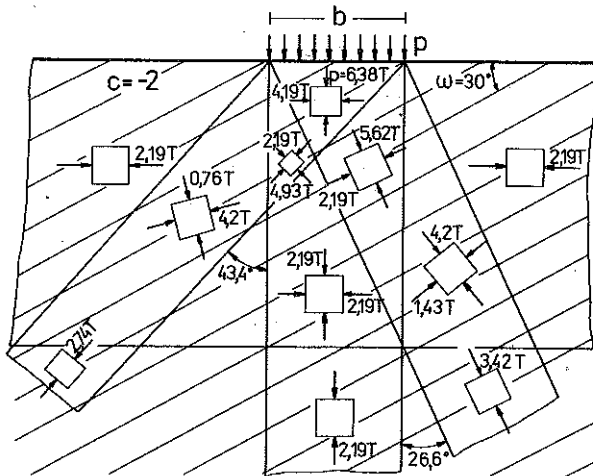 b
p
c=-2
p=6,38T
ω=30°
4,19T
2,19T
2,19T
5,62T
2,19T
0,76T
4,93T
2,19T
4,2T
4,2T
43,4°
2,19T
2,19T
1,43T
2,74T
3,42T
2,19T
26,6°